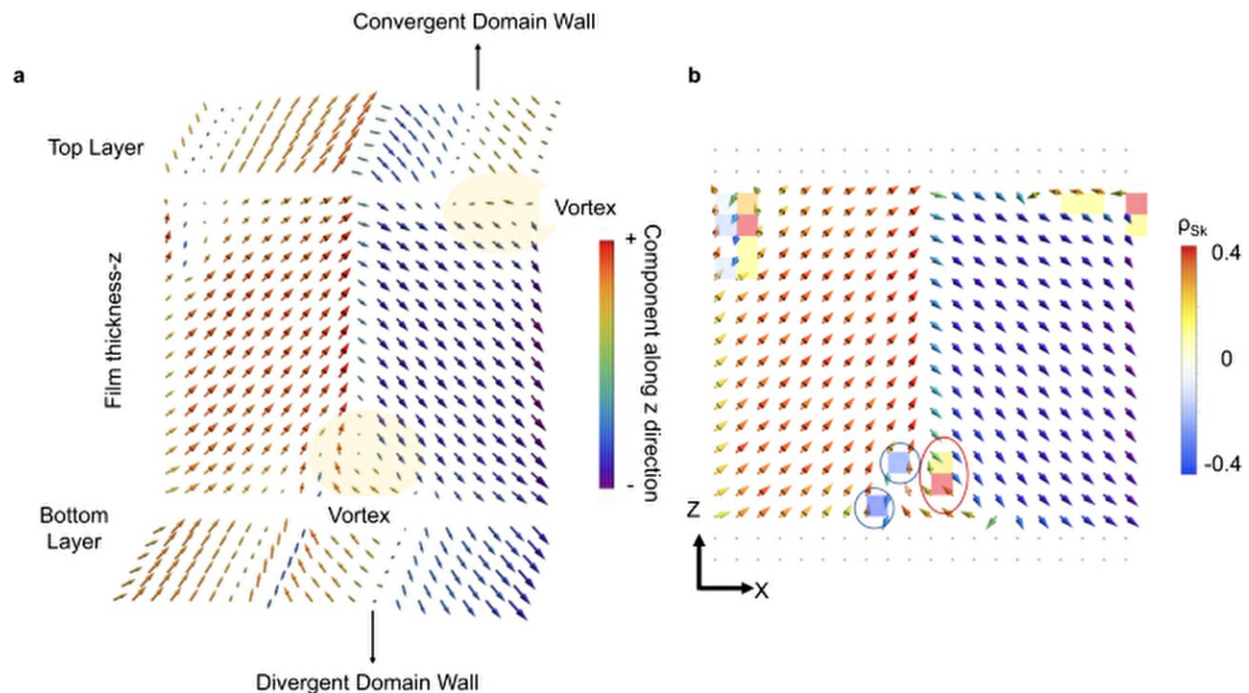 Convergent Domain Wall
a
b
Top Layer
Vortex
Film thickness-z
+
Component along z direction
-
ρSk
0.4
0
-0.4
Vortex
Bottom
Layer
Z
X
Divergent Domain Wall